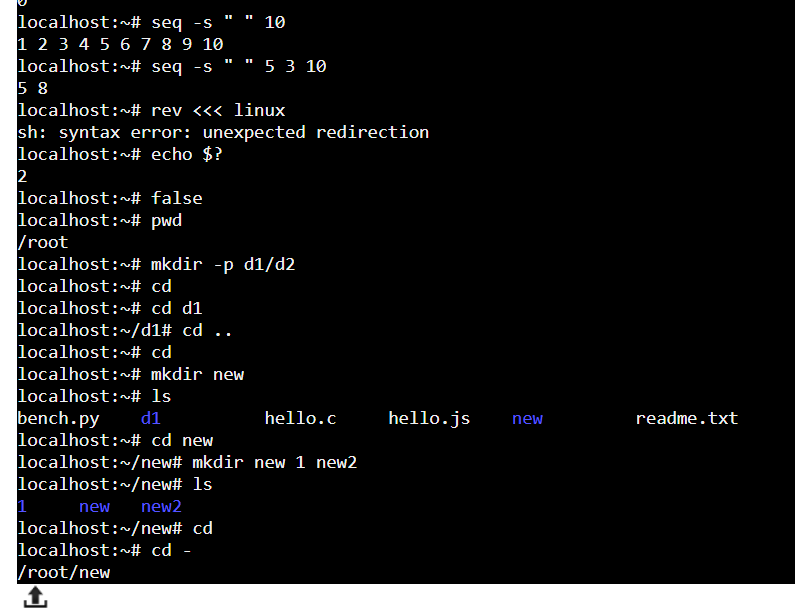 0
localhost:~# seq -s " " 10
1 2 3 4 5 6 7 8 9 10
localhost:~# seq -s " " 5 3 10
5 8
localhost:~# rev <<< linux
sh: syntax error: unexpected redirection
localhost:~# echo $?
2
localhost:~# false
localhost:~# pwd
/root
localhost:~# mkdir -p d1/d2
localhost:~# cd
localhost:~# cd d1
localhost:~/d1# cd ..
localhost:~# cd
localhost:~# mkdir new
localhost:~# ls
bench.py    d1          hello.c     hello.js    new         readme.txt
localhost:~# cd new
localhost:~/new# mkdir new 1 new2
localhost:~/new# ls
1     new   new2
localhost:~/new# cd
localhost:~# cd -
/root/new